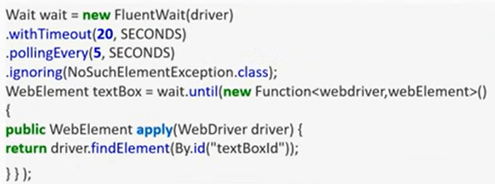 Wait wait = new FluentWait(driver)
.withTimeout(20, SECONDS)
.pollingEvery(5, SECONDS)
.ignoring(NoSuchElementException.class);
WebElement textBox = wait.until(new Function<webdriver,webElement>()
{
public WebElement apply(WebDriver driver) {
return driver.findElement(By.id("textBoxId"));
}});